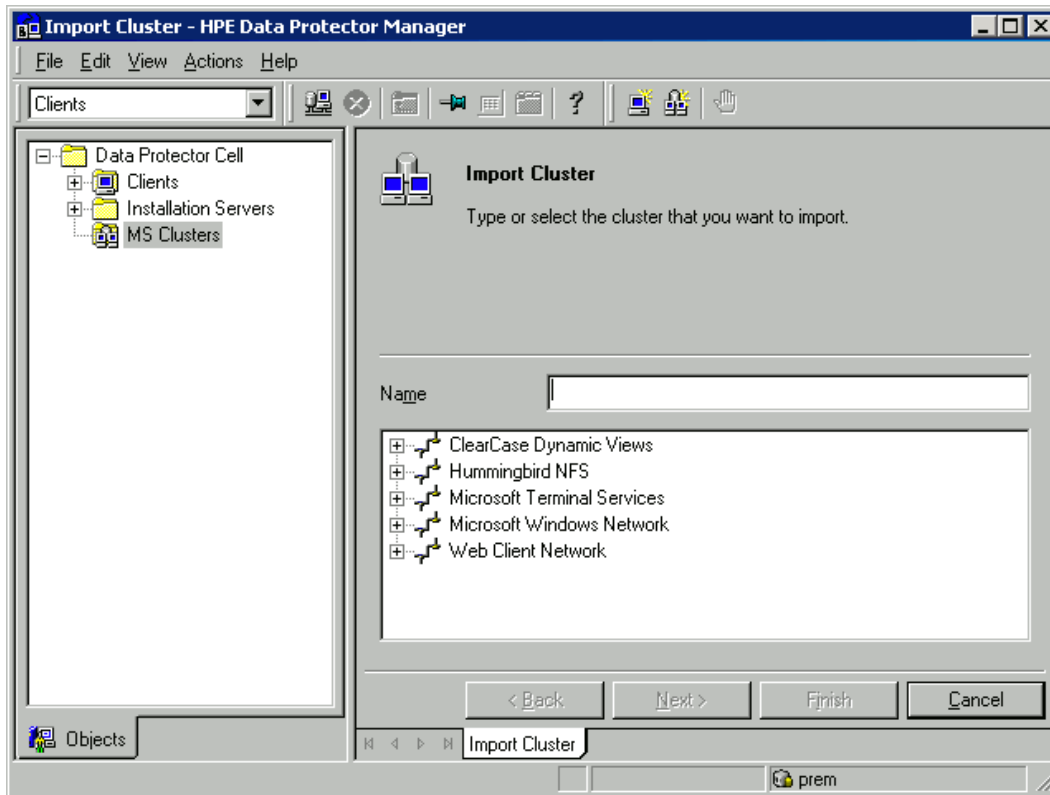 Import Cluster - HPE Data Protector Manager
File Edit View Actions Help
Clients
Data Protector Cell
Clients
Installation Servers
MS Clusters
Objects
Import Cluster
Type or select the cluster that you want to import.
Name
ClearCase Dynamic Views
Hummingbird NFS
Microsoft Terminal Services
Microsoft Windows Network
Web Client Network
< Back Next > Finish Cancel
Import Cluster
prem